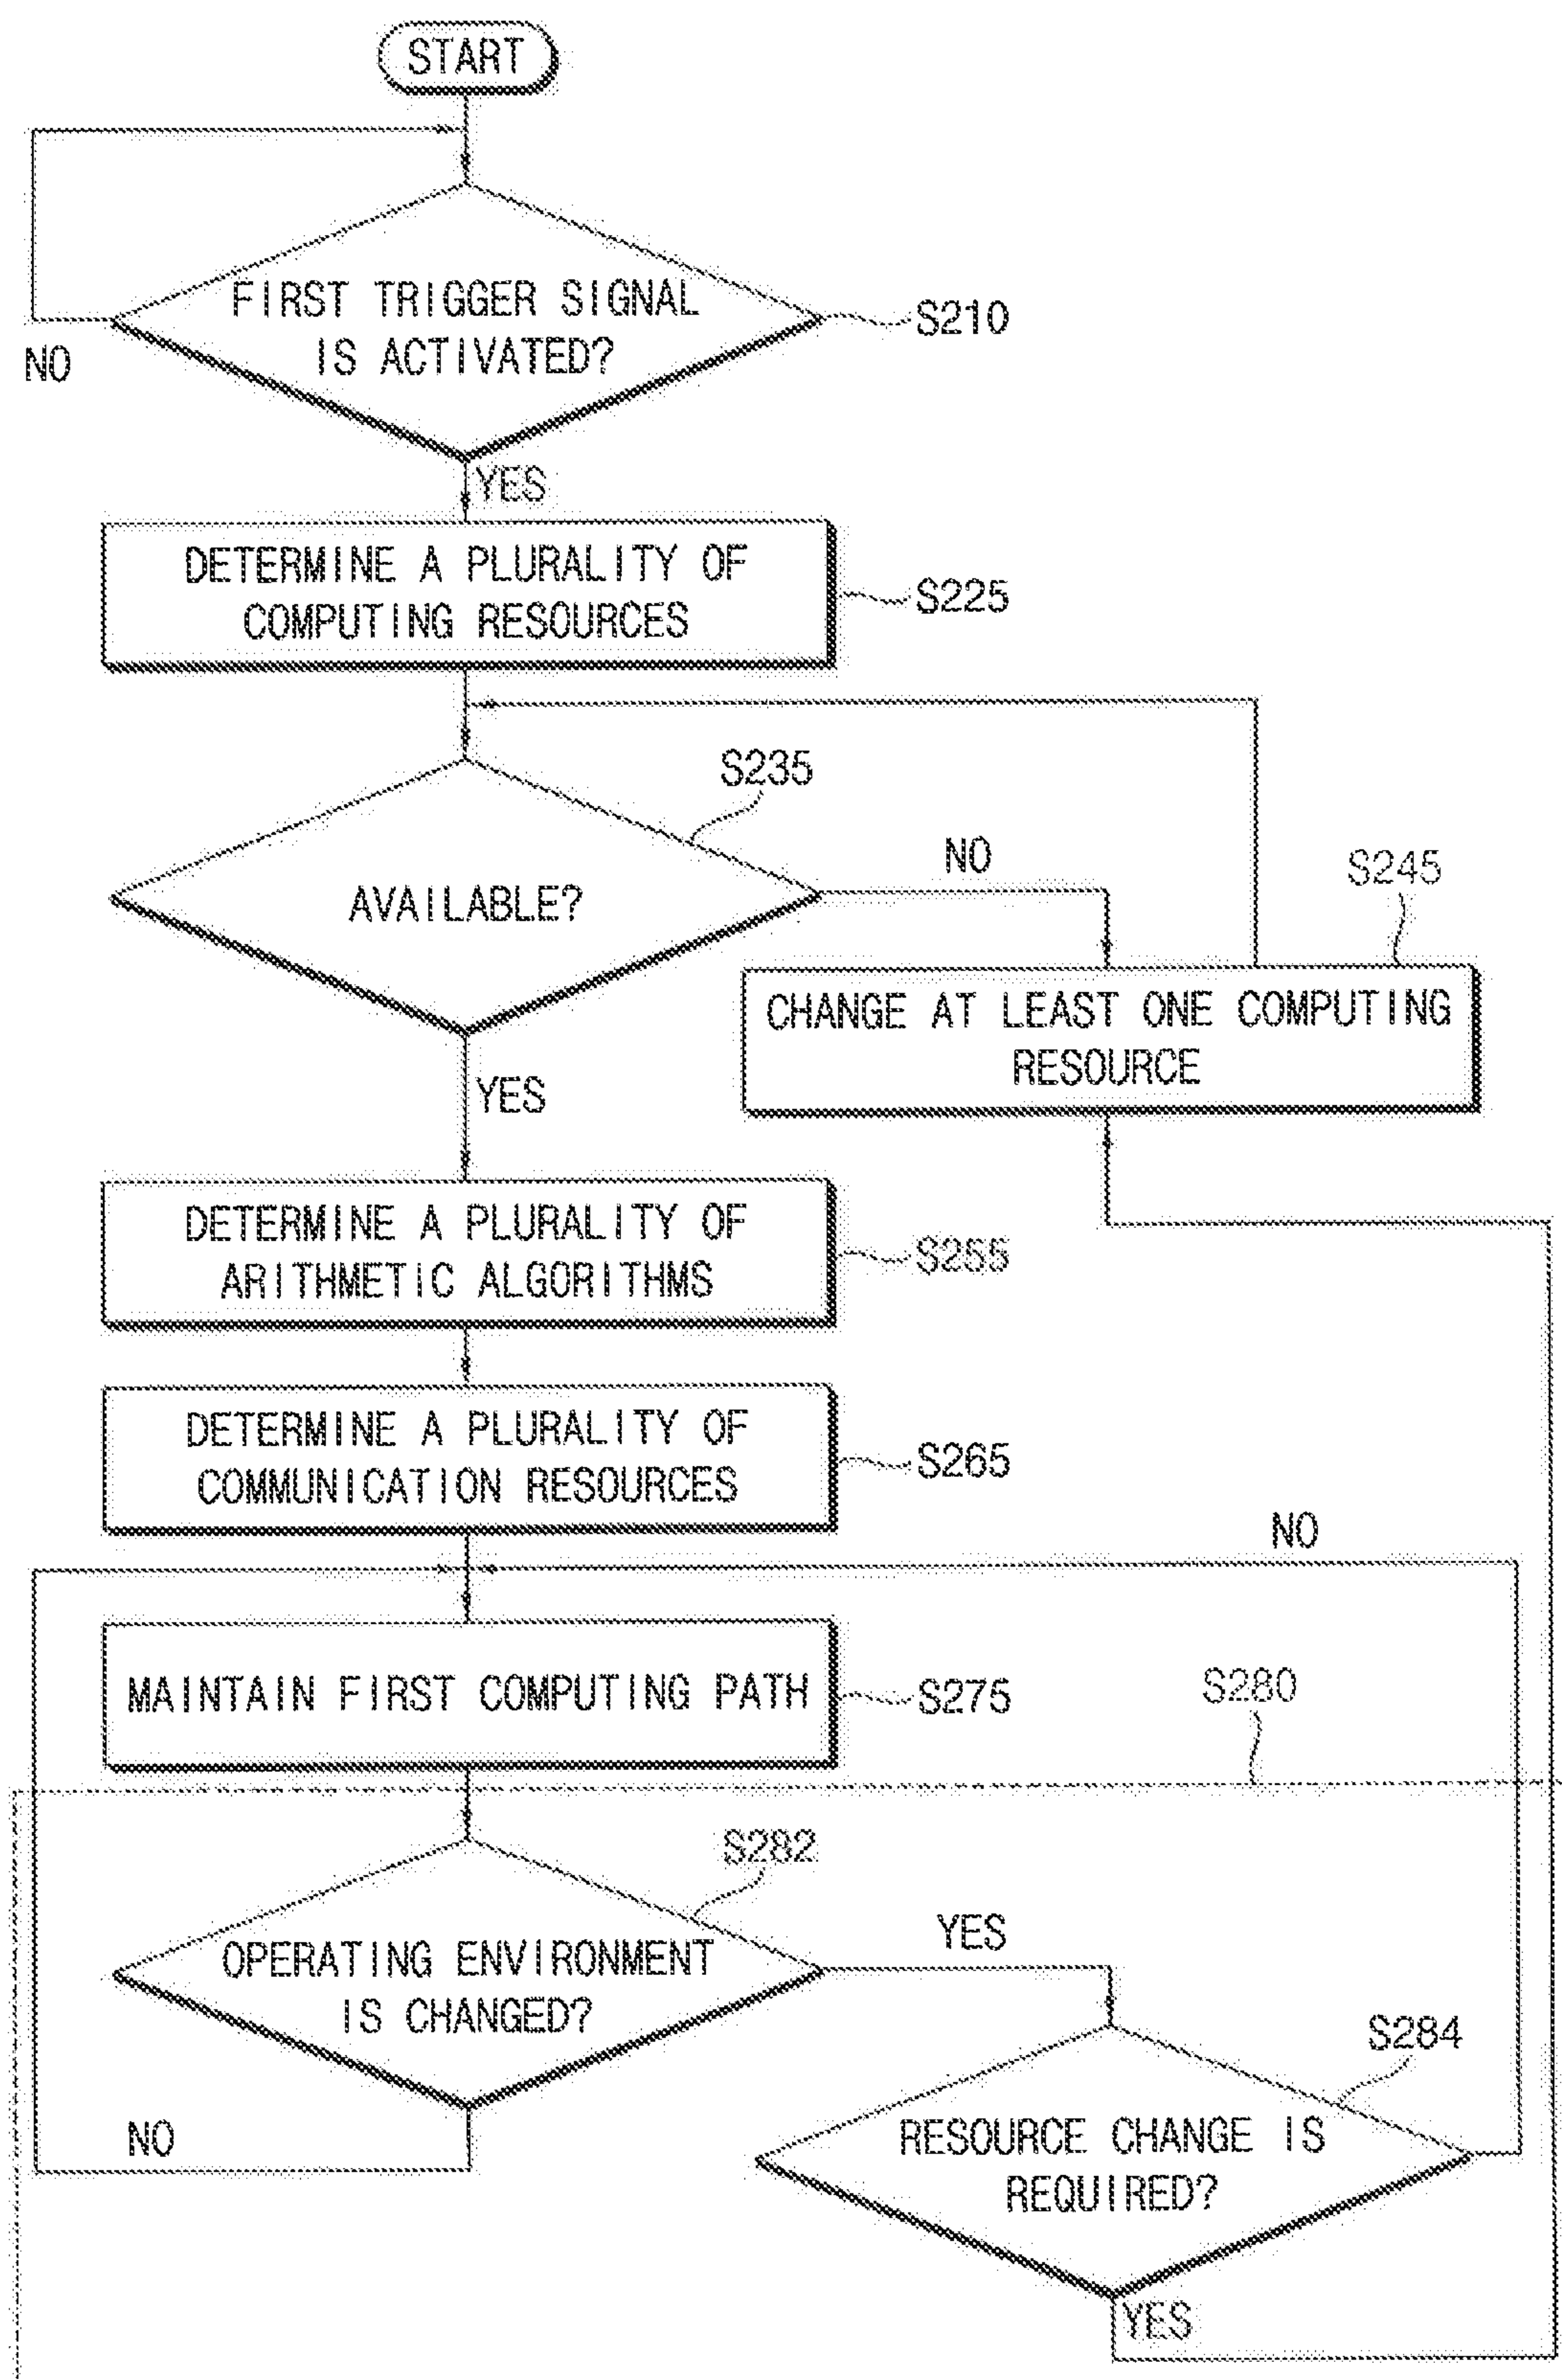 START
FIRST TRIGGER SIGNAL
IS ACTIVATED?
S210
NO
YES
DETERMINE A PLURALITY OF
COMPUTING RESOURCES
S225
S235
AVAILABLE?
NO
S245
CHANGE AT LEAST ONE COMPUTING
RESOURCE
YES
DETERMINE A PLURALITY OF
ARITHMETIC ALGORITHMS
S255
DETERMINE A PLURALITY OF
COMMUNICATION RESOURCES
S265
NO
MAINTAIN FIRST COMPUTING PATH
S275
S280
S282
OPERATING ENVIRONMENT
IS CHANGED?
YES
S284
NO
RESOURCE CHANGE IS
REQUIRED?
YES